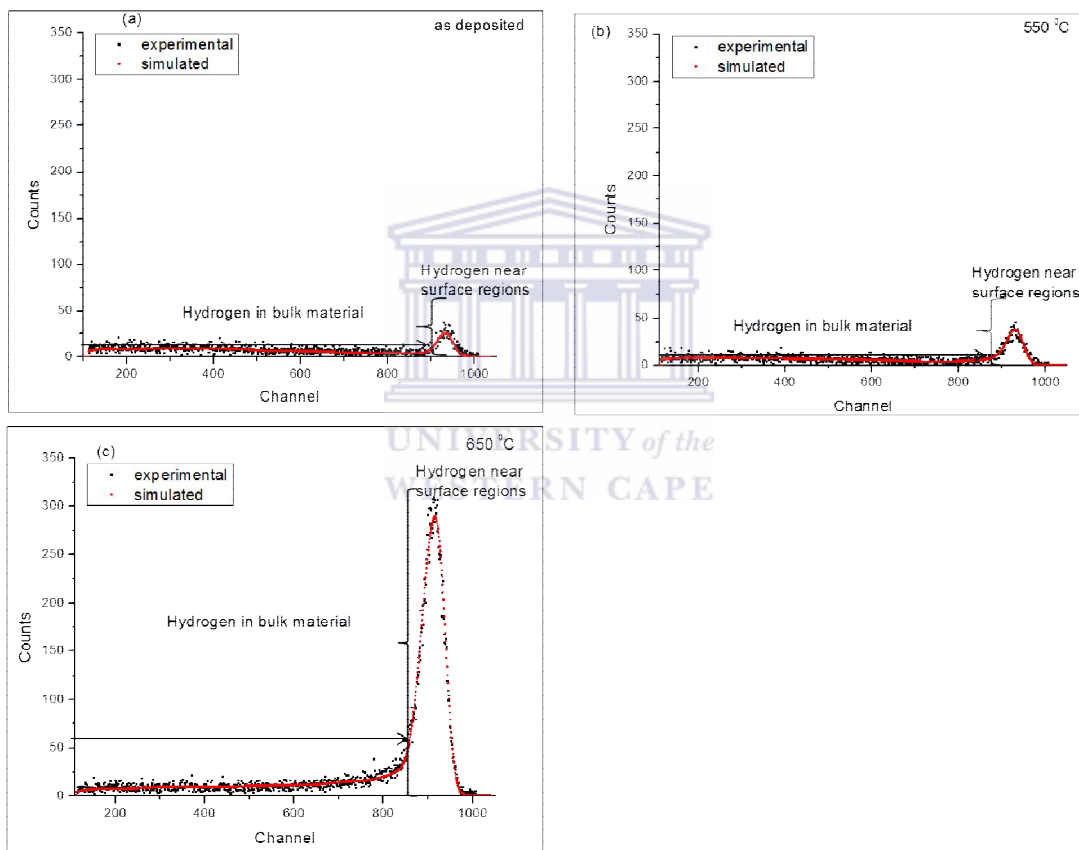 (a)
as deposited
350
experimental
simulated
300
250
200
150
100
50
0
Counts
Hydrogen near
surface regions
Hydrogen in bulk material
200
400
600
800
1000
Channel
(b)
550 ⁰C
350
experimental
simulated
300
250
200
150
100
50
0
Counts
Hydrogen near
surface regions
Hydrogen in bulk material
200
400
600
800
1000
Channel
UNIVERSITY of the
WESTERN CAPE
(c)
650 ⁰C
350
experimental
simulated
300
250
200
150
100
50
0
Counts
Hydrogen near
surface regions
Hydrogen in bulk material
200
400
600
800
1000
Channel